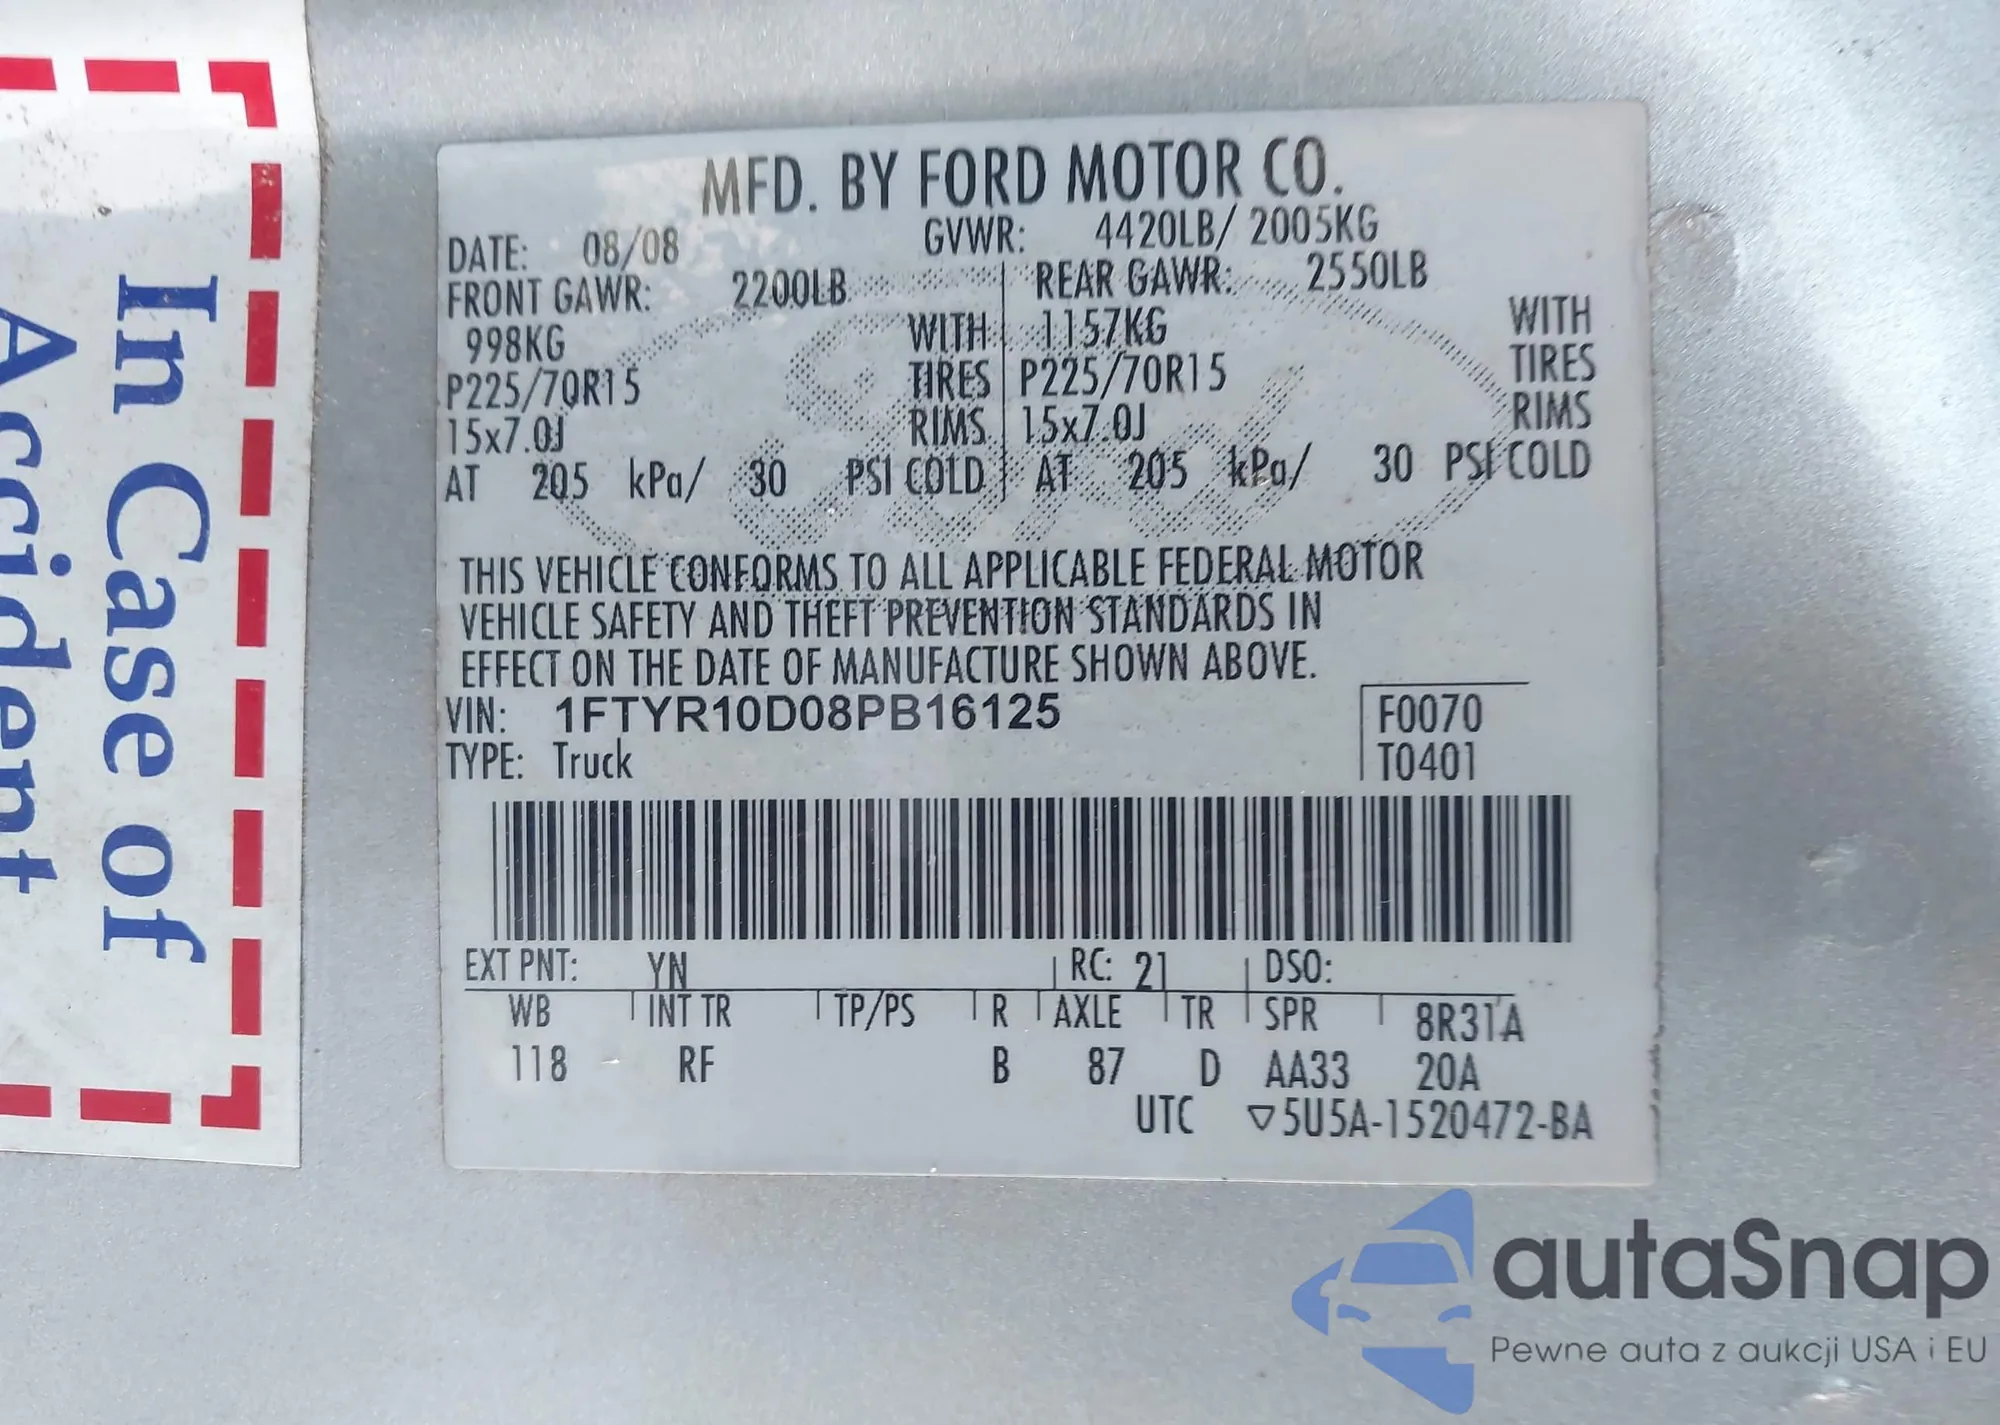 In Case of
Accident
MFD. BY FORD MOTOR CO.
DATE: 08/08 GVWR: 4420LB/ 2005KG
FRONT GAWR: 2200LB REAR GAWR: 2550LB
998KG WITH 1157KG WITH
P225/70R15 TIRES P225/70R15 TIRES
15x7.0J RIMS 15x7.0J RIMS
AT 205 kPa/ 30 PSI COLD AT 205 kPa/ 30 PSI COLD
THIS VEHICLE CONFORMS TO ALL APPLICABLE FEDERAL MOTOR
VEHICLE SAFETY AND THEFT PREVENTION STANDARDS IN
EFFECT ON THE DATE OF MANUFACTURE SHOWN ABOVE.
VIN: 1FTYR10D08PB16125 F0070
TYPE: Truck T0401
EXT PNT: YN RC: 21 DSO:
WB INT TR TP/PS R AXLE TR SPR 8R31A
118 RF B 87 D AA33 20A
UTC ▽5U5A-1520472-BA
autaSnap
Pewne auta z aukcji USA i EU